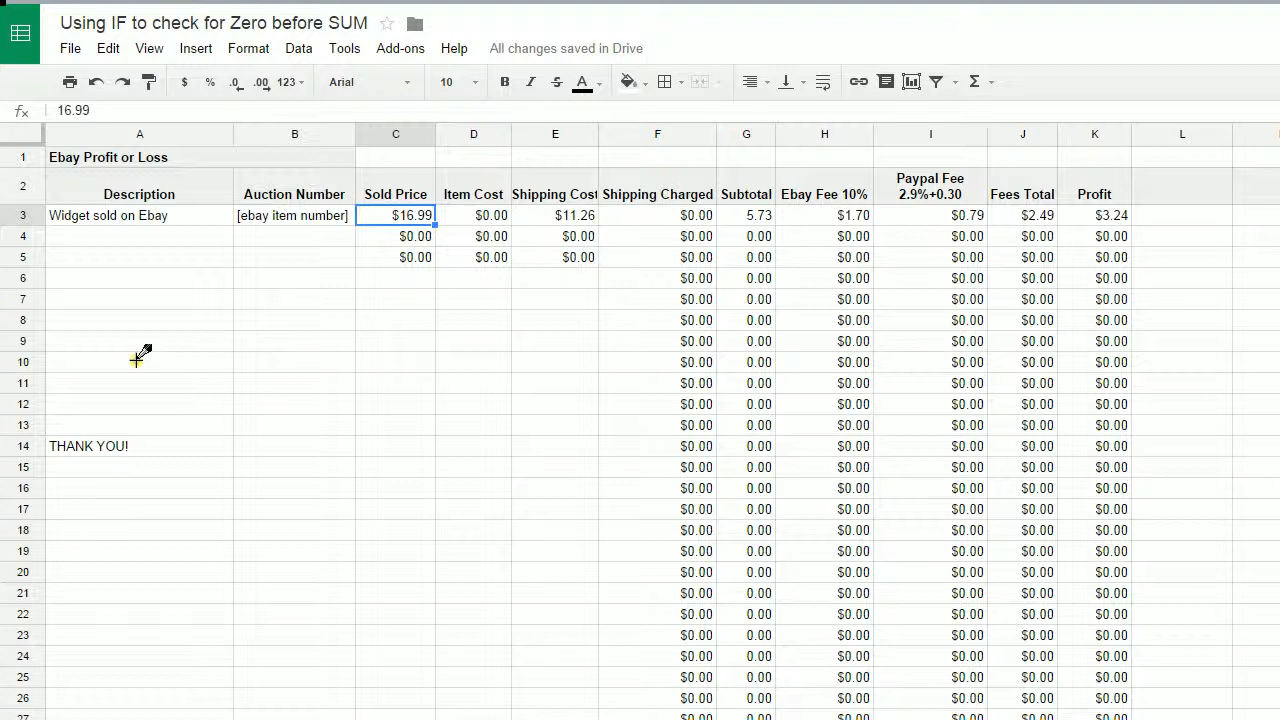 Using IF to check for Zero before SUM
File Edit View Insert Format Data Tools Add-ons Help All changes saved in Drive
$ % .0 .00 123 Arial 10 B I S A Σ
fx 16.99
A B C D E F G H I J K L
1 Ebay Profit or Loss
2 Description Auction Number Sold Price Item Cost Shipping Cost Shipping Charged Subtotal Ebay Fee 10% Paypal Fee 2.9%+0.30 Fees Total Profit
3 Widget sold on Ebay [ebay item number] $16.99 $0.00 $11.26 $0.00 5.73 $1.70 $0.79 $2.49 $3.24
4 $0.00 $0.00 $0.00 $0.00 0.00 $0.00 $0.00 $0.00 $0.00
5 $0.00 $0.00 $0.00 $0.00 0.00 $0.00 $0.00 $0.00 $0.00
6 $0.00 0.00 $0.00 $0.00 $0.00 $0.00
7 $0.00 0.00 $0.00 $0.00 $0.00 $0.00
8 $0.00 0.00 $0.00 $0.00 $0.00 $0.00
9 $0.00 0.00 $0.00 $0.00 $0.00 $0.00
10 $0.00 0.00 $0.00 $0.00 $0.00 $0.00
11 $0.00 0.00 $0.00 $0.00 $0.00 $0.00
12 $0.00 0.00 $0.00 $0.00 $0.00 $0.00
13 $0.00 0.00 $0.00 $0.00 $0.00 $0.00
14 THANK YOU! $0.00 0.00 $0.00 $0.00 $0.00 $0.00
15 $0.00 0.00 $0.00 $0.00 $0.00 $0.00
16 $0.00 0.00 $0.00 $0.00 $0.00 $0.00
17 $0.00 0.00 $0.00 $0.00 $0.00 $0.00
18 $0.00 0.00 $0.00 $0.00 $0.00 $0.00
19 $0.00 0.00 $0.00 $0.00 $0.00 $0.00
20 $0.00 0.00 $0.00 $0.00 $0.00 $0.00
21 $0.00 0.00 $0.00 $0.00 $0.00 $0.00
22 $0.00 0.00 $0.00 $0.00 $0.00 $0.00
23 $0.00 0.00 $0.00 $0.00 $0.00 $0.00
24 $0.00 0.00 $0.00 $0.00 $0.00 $0.00
25 $0.00 0.00 $0.00 $0.00 $0.00 $0.00
26 $0.00 0.00 $0.00 $0.00 $0.00 $0.00
27 $0.00 0.00 $0.00 $0.00 $0.00 $0.00